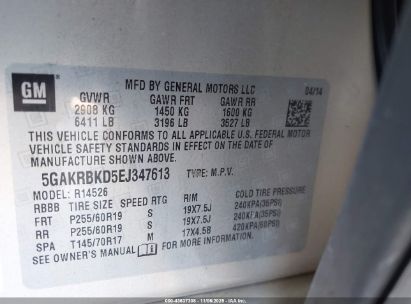 GM
MFD BY GENERAL MOTORS LLC
04/14
GVWR GAWR FRT GAWR RR
2908 KG 1450 KG 1600 KG
6411 LB 3196 LB 3527 LB
THIS VEHICLE CONFORMS TO ALL APPLICABLE U.S. FEDERAL MOTOR
VEHICLE SAFETY STANDARDS IN EFFECT ON THE DATE OF
MANUFACTURE SHOWN ABOVE.
5GAKRBKD5EJ347613 TYPE: M.P.V.
MODEL: R14526
RBBB TIRE SIZE SPEED RTG R/M COLD TIRE PRESSURE
FRT P255/60R19 S 19X7.5J 240KPA(35PSI)
RR P255/60R19 S 19X7.5J 240KPA(35PSI)
SPA T145/70R17 M 17X4.5B 420KPA(60PSI)
SEE OWNER'S MANUAL FOR ADDITIONAL INFORMATION.